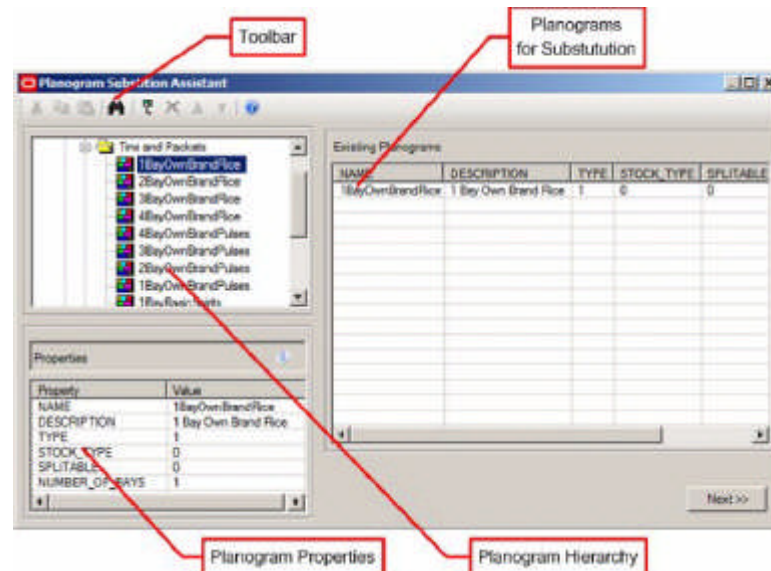 Toolbar
Planograms
for Substutution
Planogram Substition Assistant
Tins and Packets
1BayOwnBrandRice
2BayOwnBrandRice
3BayOwnBrandRice
4BayOwnBrandRice
4BayOwnBrandPulses
3BayOwnBrandPulses
2BayOwnBrandPulses
1BayOwnBrandPulses
Existing Planograms
NAME DESCRIPTION TYPE STOCK_TYPE SPLITABLE
1BayOwnBrandRice 1 Bay Own Brand Rice 1 0 0
Properties
Property Value
NAME 1BayOwnBrandRice
DESCRIPTION 1 Bay Own Brand Rice
TYPE 1
STOCK_TYPE 0
SPLITABLE 0
NUMBER_OF_BAYS 1
Next >>
Planogram Properties
Planogram Hierarchy